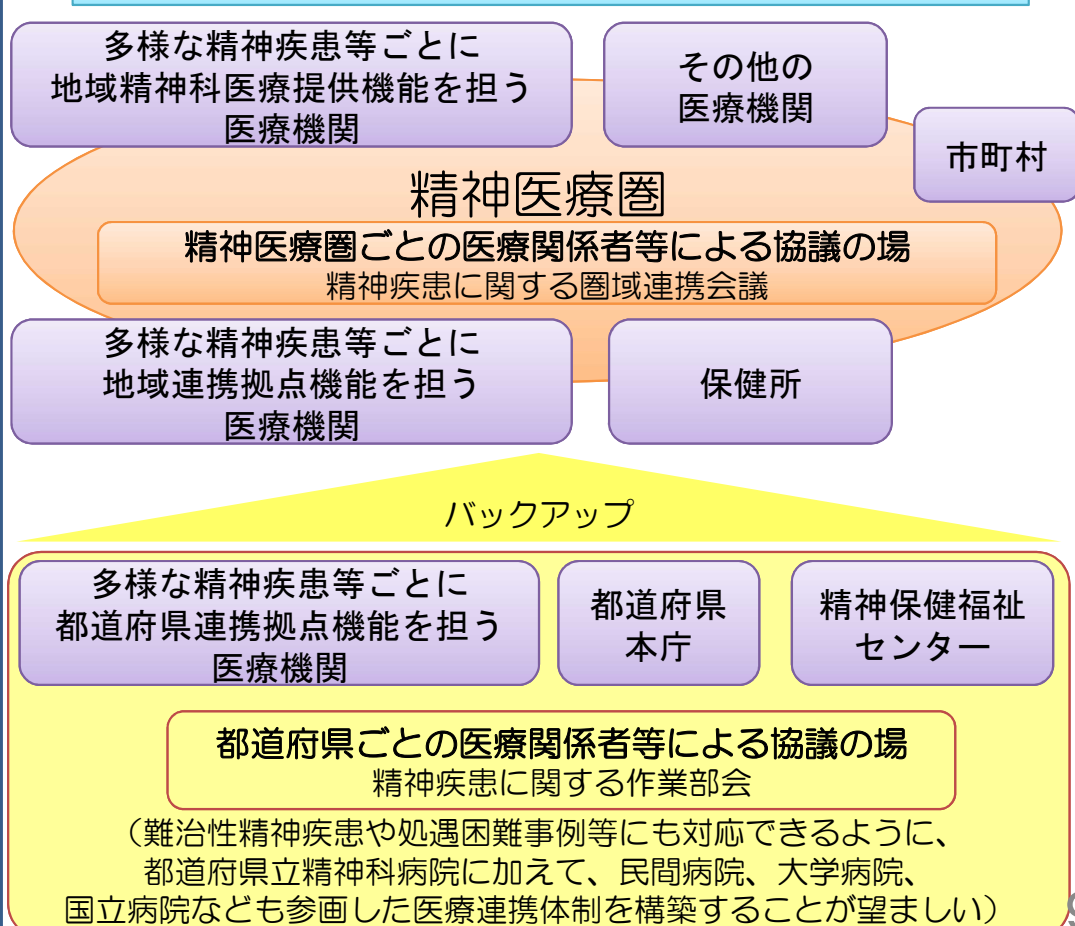 多様な精神疾患等ごとに
地域精神科医療提供機能を担う
医療機関
その他の
医療機関
市町村
精神医療圏
精神医療圏ごとの医療関係者等による協議の場
精神疾患に関する圏域連携会議
多様な精神疾患等ごとに
地域連携拠点機能を担う
医療機関
保健所
バックアップ
多様な精神疾患等ごとに
都道府県連携拠点機能を担う
医療機関
都道府県
本庁
精神保健福祉
センター
都道府県ごとの医療関係者等による協議の場
精神疾患に関する作業部会
（難治性精神疾患や処遇困難事例等にも対応できるように、
都道府県立精神科病院に加えて、民間病院、大学病院、
国立病院なども参画した医療連携体制を構築することが望ましい）